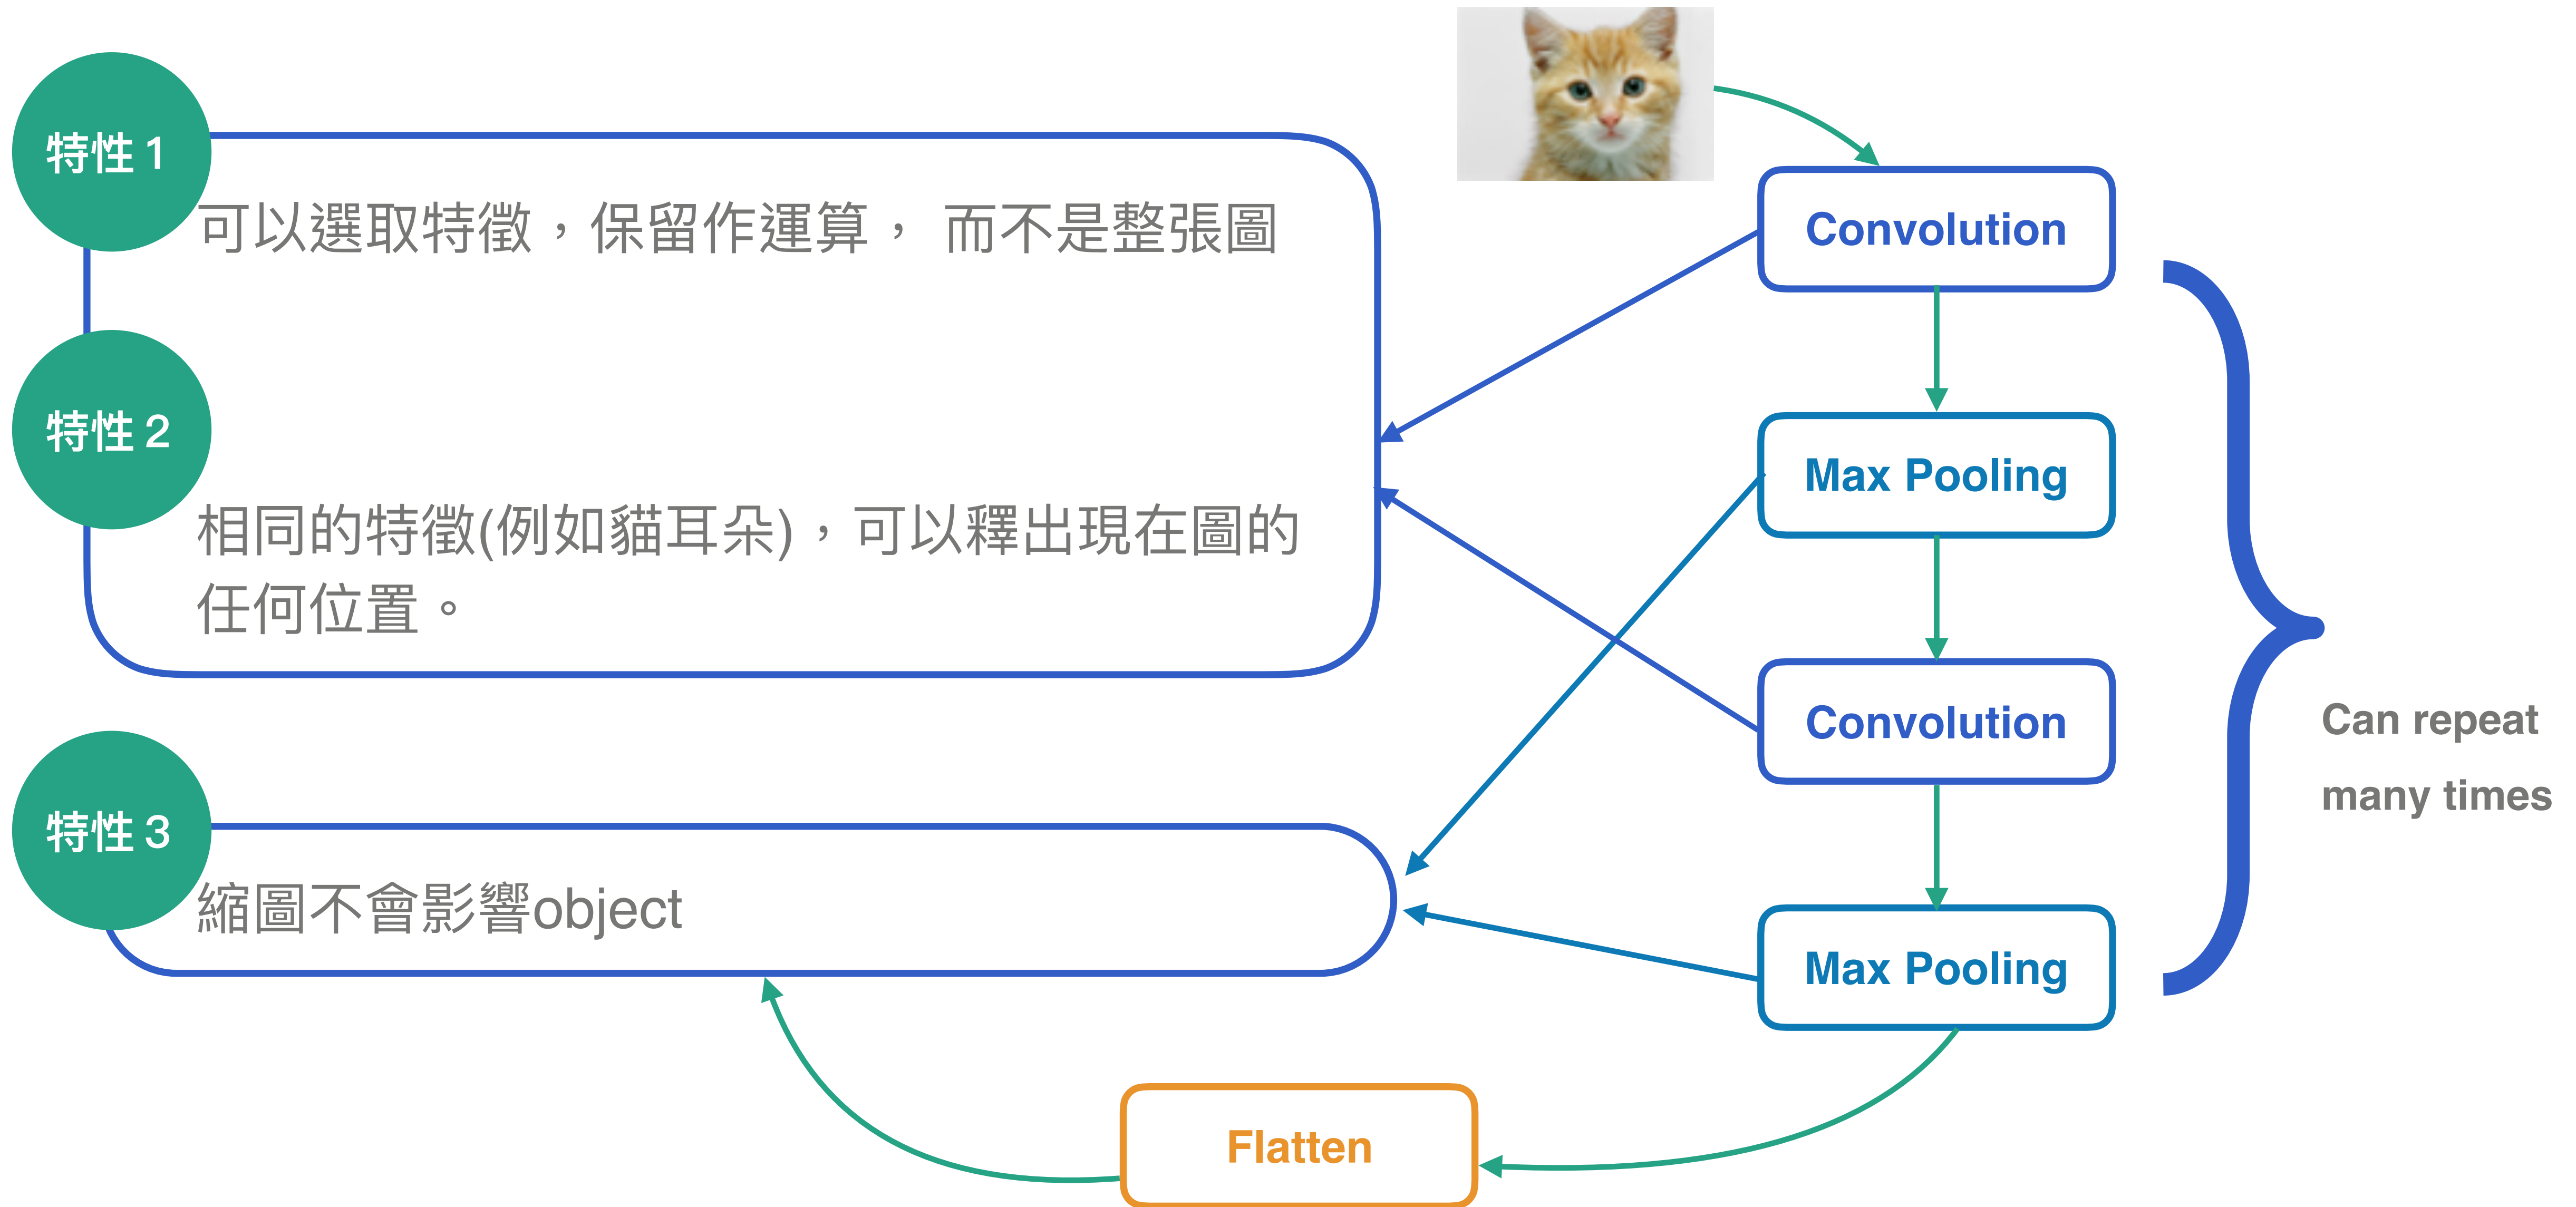 特性 1
可以選取特徵，保留作運算， 而不是整張圖
特性 2
相同的特徵(例如貓耳朵)，可以釋出現在圖的
任何位置。
特性 3
縮圖不會影響object
Convolution
Max Pooling
Convolution
Max Pooling
Can repeat
many times
Flatten